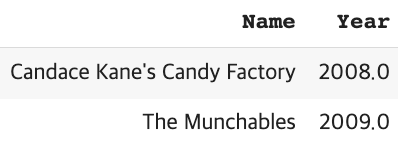 Name Year
Candace Kane's Candy Factory 2008.0
The Munchables 2009.0